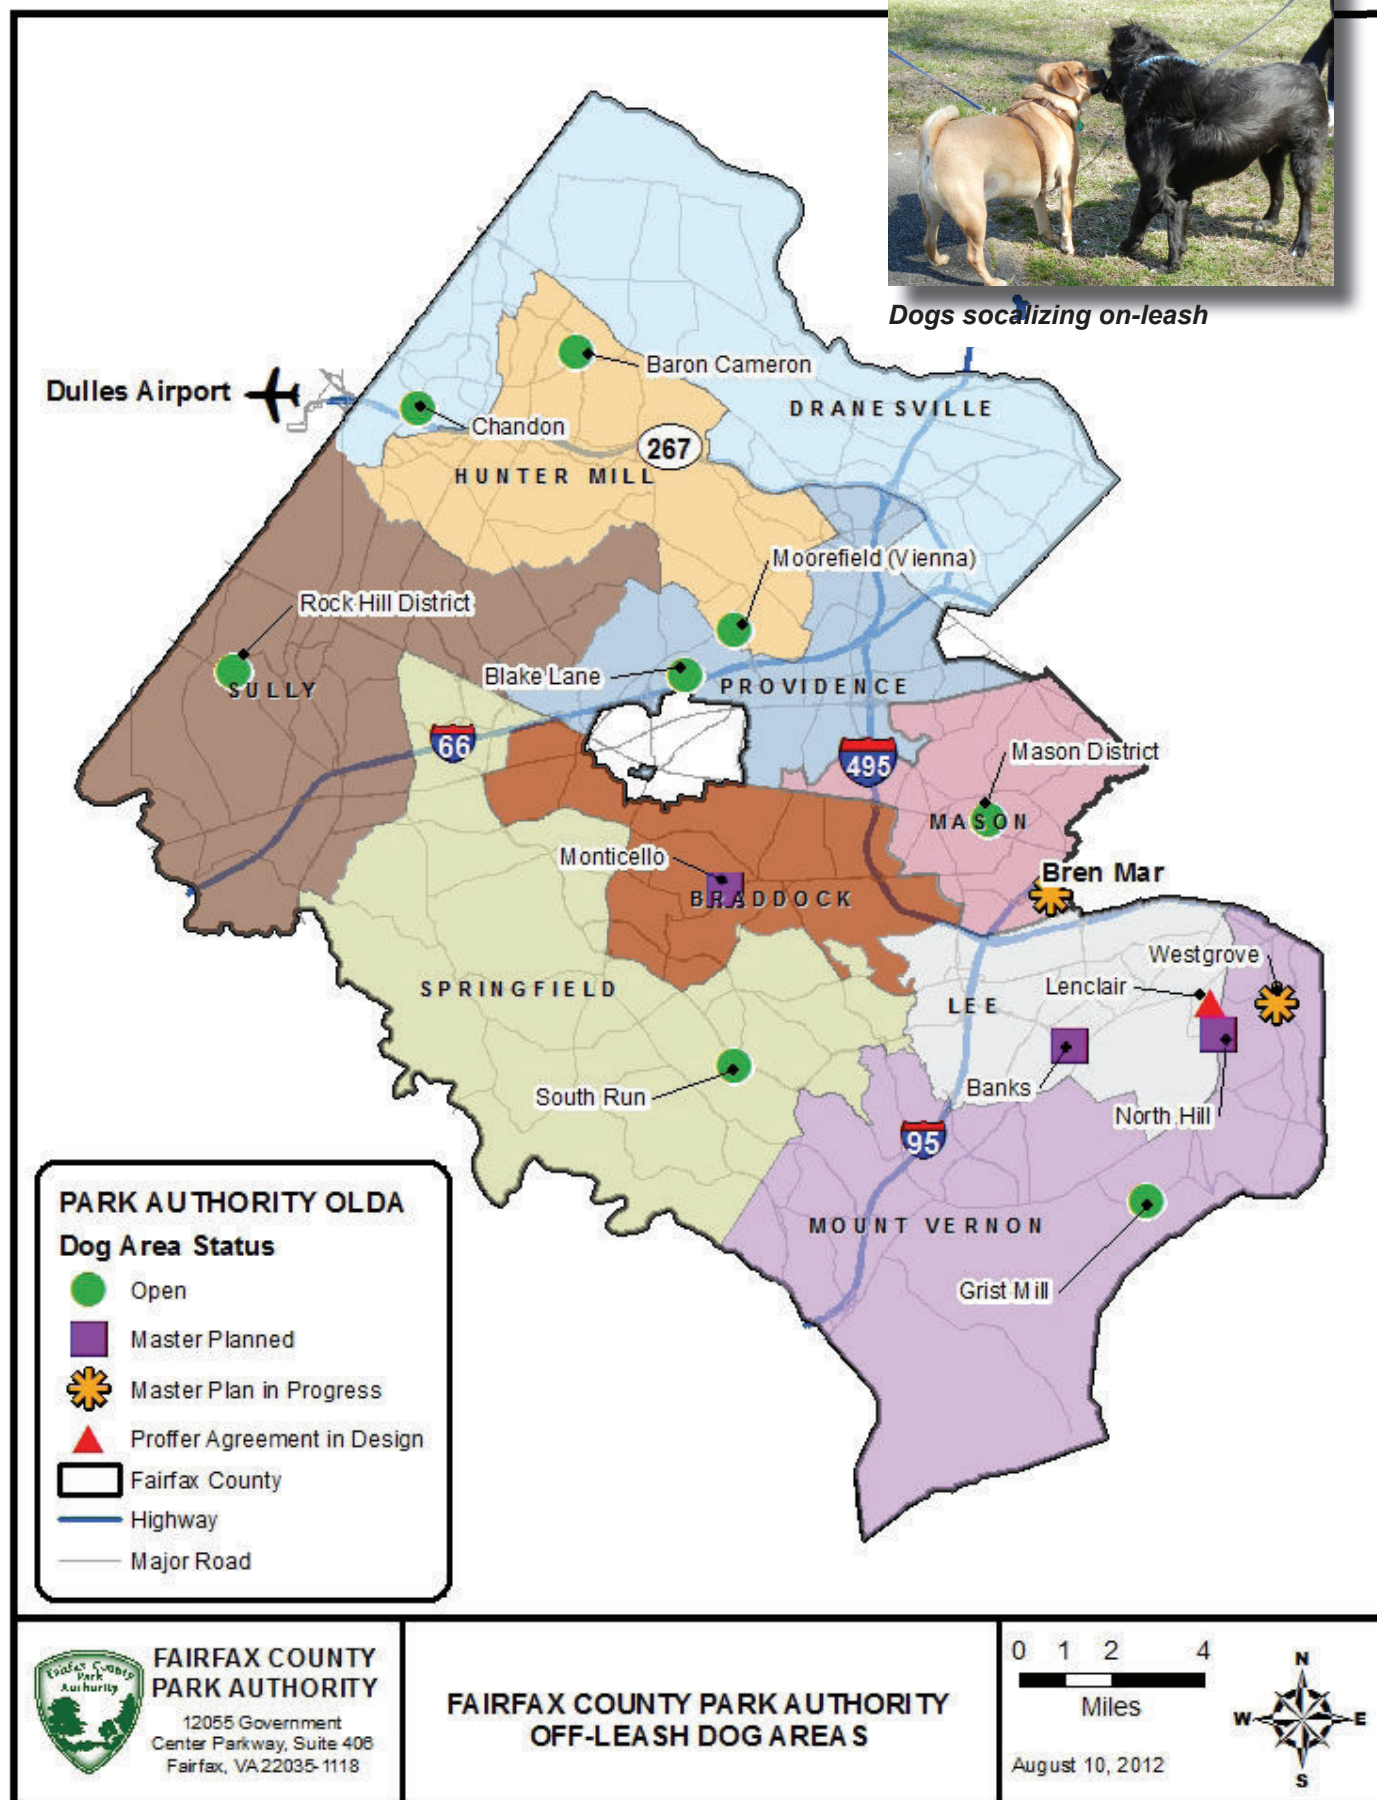 Dogs socalizing on-leash
Baron Cameron
Dulles Airport
DRANESVILLE
Chandon
267
HUNTER MILL
Moorefield (Vienna)
Rock Hill District
Blake Lane
SULLY
PROVIDENCE
66
495
Mason District
MASON
Monticello
Bren Mar
BRADDOCK
Westgrove
SPRINGFIELD
Lenclair
LEE
Banks
South Run
North Hill
95
MOUNT VERNON
Grist Mill
PARK AUTHORITY OLDA
Dog Area Status
Open
Master Planned
Master Plan in Progress
Proffer Agreement in Design
Fairfax County
Highway
Major Road
Fairfax County
Park
Authority
FAIRFAX COUNTY
PARK AUTHORITY
12055 Government
Center Parkway, Suite 406
Fairfax, VA 22035-1118
FAIRFAX COUNTY PARK AUTHORITY
OFF-LEASH DOG AREAS
0 1 2 4
Miles
August 10, 2012
N
W E
S